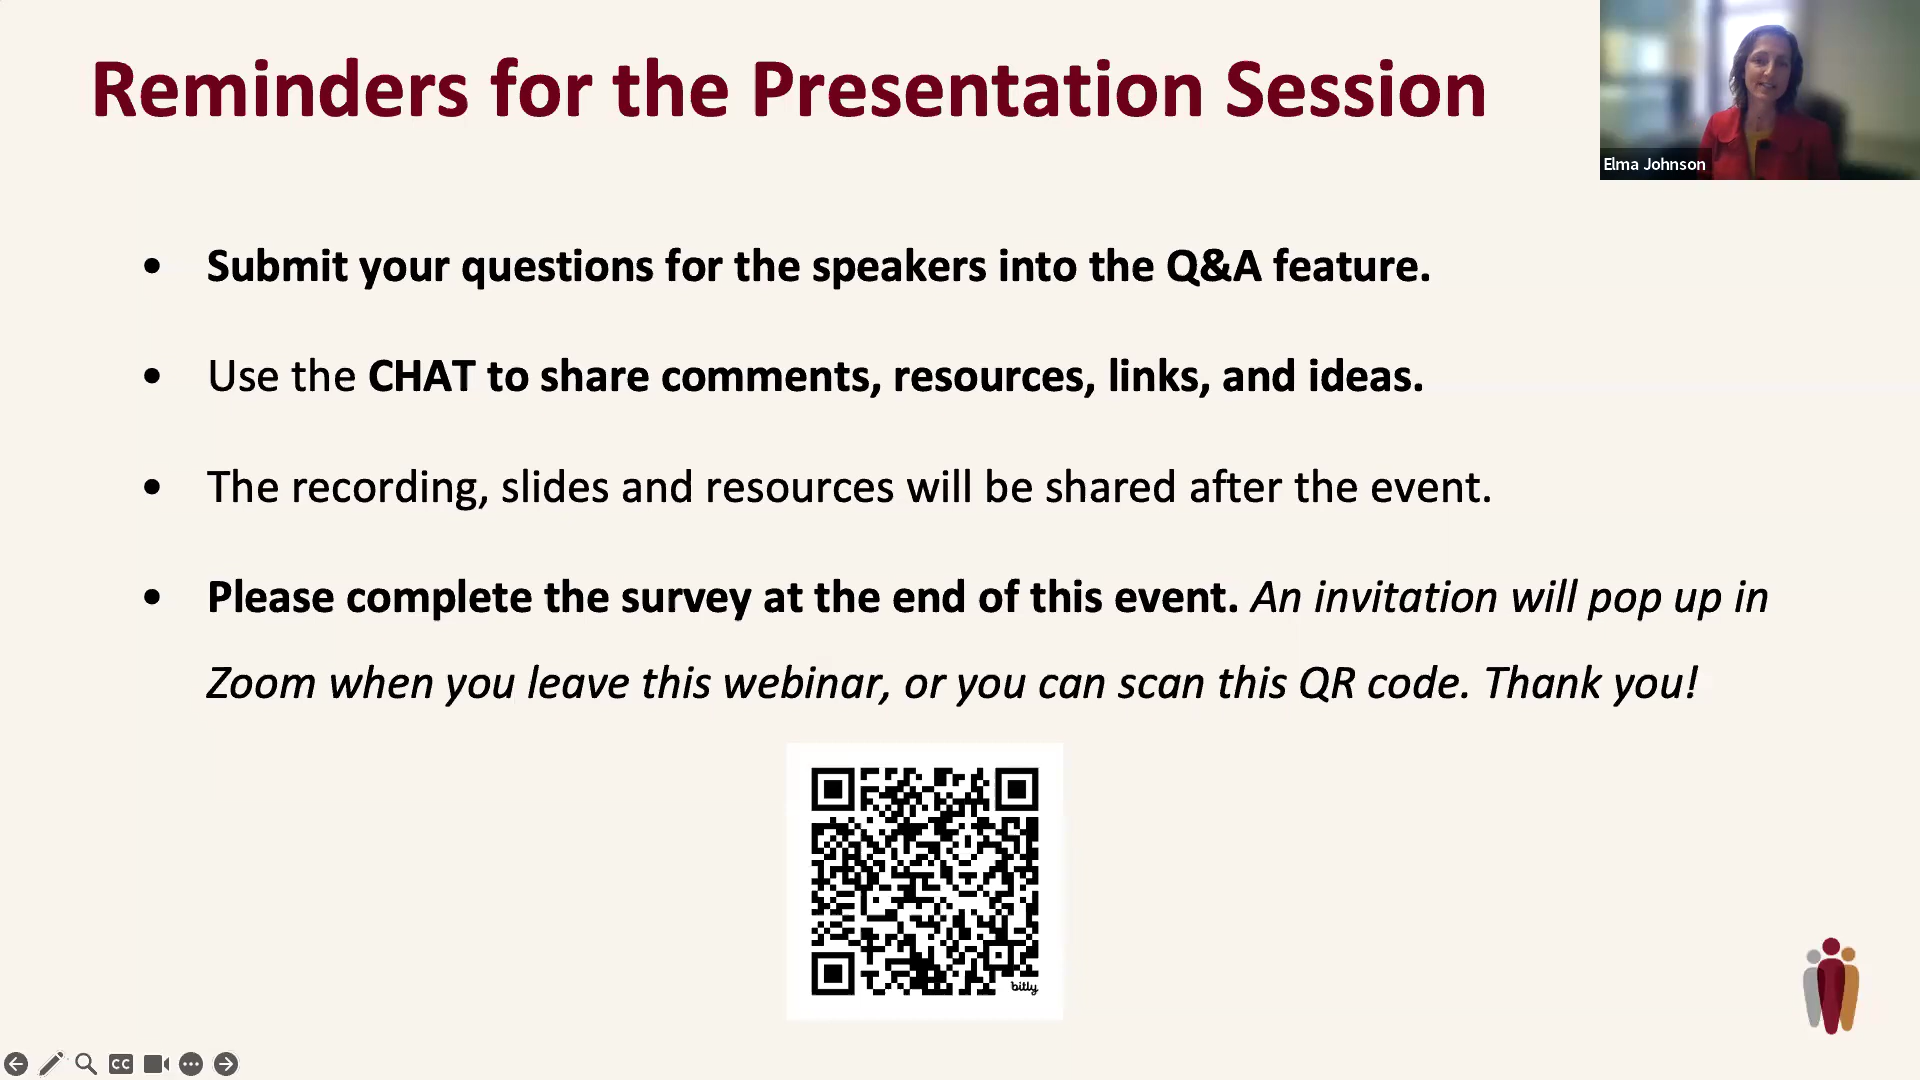 Reminders for the Presentation Session
Elma Johnson
• Submit your questions for the speakers into the Q&A feature.
• Use the CHAT to share comments, resources, links, and ideas.
• The recording, slides and resources will be shared after the event.
• Please complete the survey at the end of this event. An invitation will pop up in
Zoom when you leave this webinar, or you can scan this QR code. Thank you!
bitly
CC